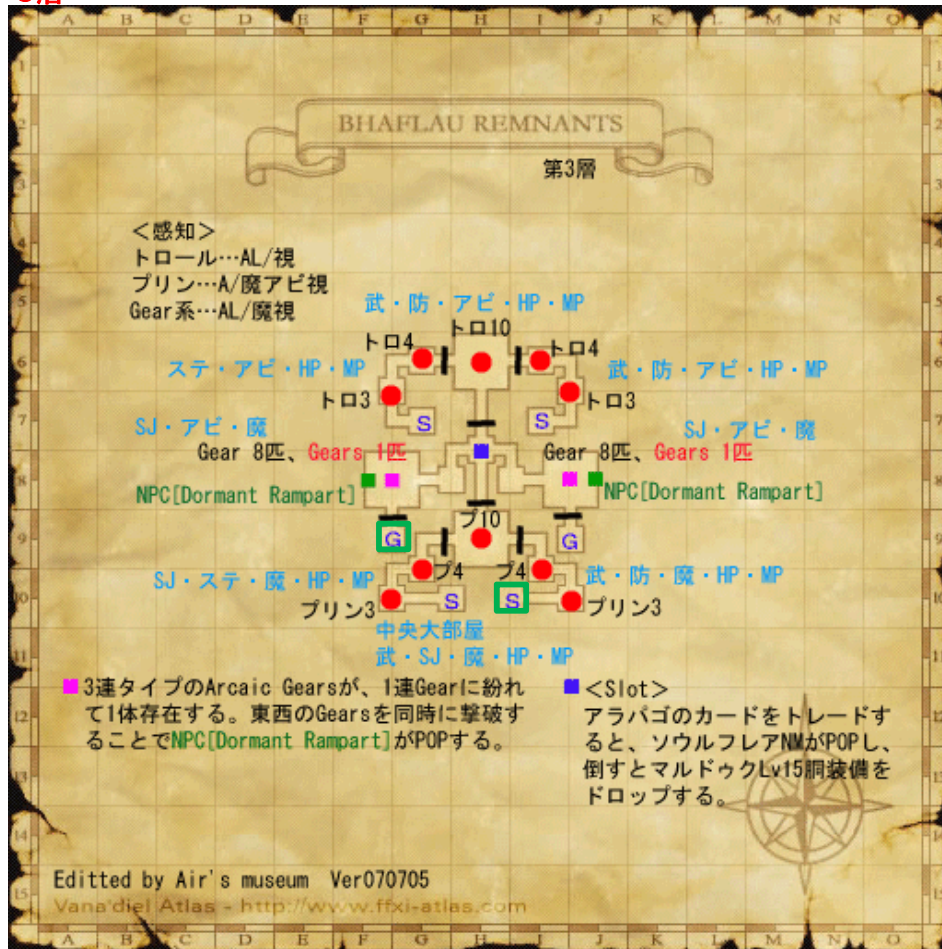 3層
A B C D E F G H I J K L M N O
BHAFLAU REMNANTS
第3層
<感知>
トロール…AL/視
プリン…A/魔アビ視
Gear系…AL/魔視
武・防・アビ・HP・MP
トロ10
トロ4
トロ4
ステ・アビ・HP・MP
武・防・アビ・HP・MP
トロ3
トロ3
S
S
SJ・アビ・魔
SJ・アビ・魔
Gear 8匹、Gears 1匹
Gear 8匹、Gears 1匹
NPC[Dormant Rampart]
NPC[Dormant Rampart]
プ10
G
G
プ4
プ4
SJ・ステ・魔・HP・MP
武・防・魔・HP・MP
プリン3
S
S
プリン3
中央大部屋
武・SJ・魔・HP・MP
3連タイプのArcaic Gearsが、1連Gearに紛れ
て1体存在する。東西のGearsを同時に撃破す
ることでNPC[Dormant Rampart]がPOPする。
<Slot>
アラパゴのカードをトレードす
ると、ソウルフレアNMがPOPし、
倒すとマルドゥクLv15胴装備を
ドロップする。
Editted by Air's museum Ver070705
Vana'diel Atlas - http://www.ffxi-atlas.com
A B C D E F G H I J K L M N O